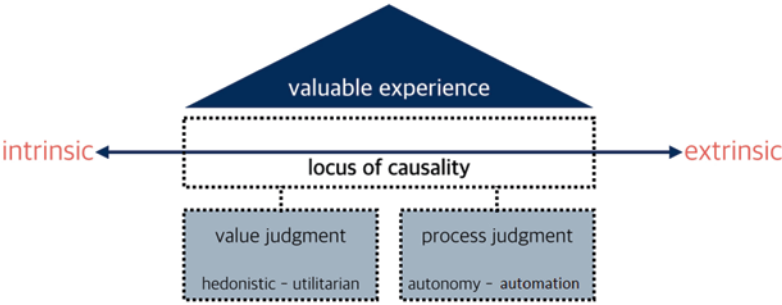 valuable experience
intrinsic
extrinsic
locus of causality
value judgment
process judgment
hedonistic - utilitarian
autonomy - automation